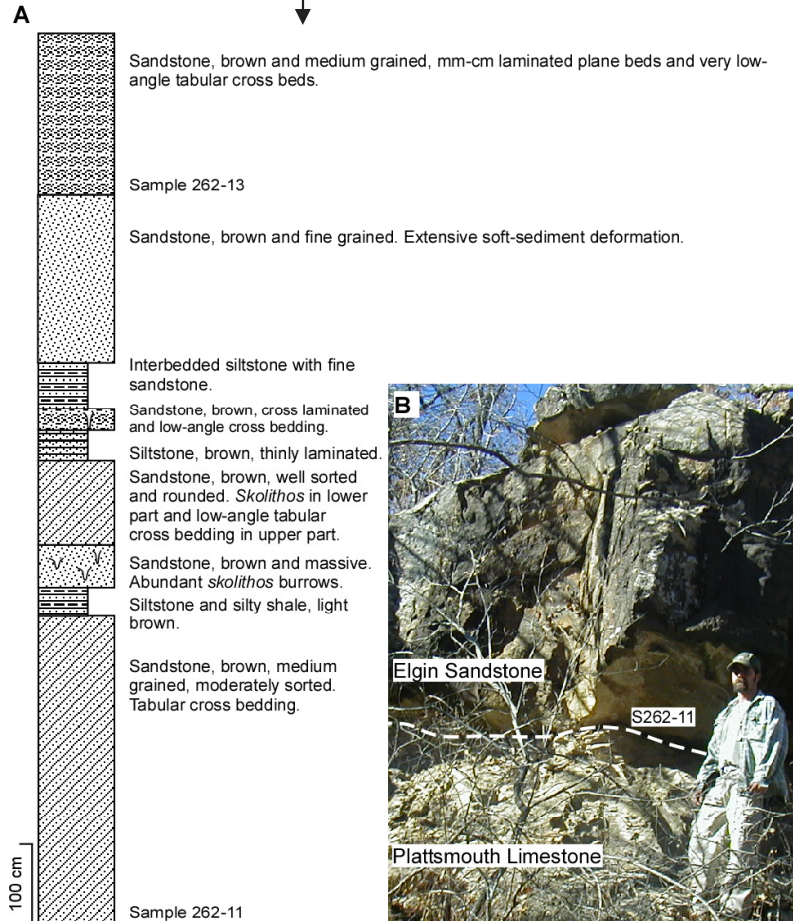 A
Sandstone, brown and medium grained, mm-cm laminated plane beds and very low-
angle tabular cross beds.
Sample 262-13
Sandstone, brown and fine grained. Extensive soft-sediment deformation.
Interbedded siltstone with fine
sandstone.
Sandstone, brown, cross laminated
and low-angle cross bedding.
Siltstone, brown, thinly laminated.
Sandstone, brown, well sorted
and rounded. Skolithos in lower
part and low-angle tabular
cross bedding in upper part.
Sandstone, brown and massive.
Abundant skolithos burrows.
Siltstone and silty shale, light
brown.
Sandstone, brown, medium
grained, moderately sorted.
Tabular cross bedding.
100 cm
Sample 262-11
B
Elgin Sandstone
S262-11
Plattsmouth Limestone